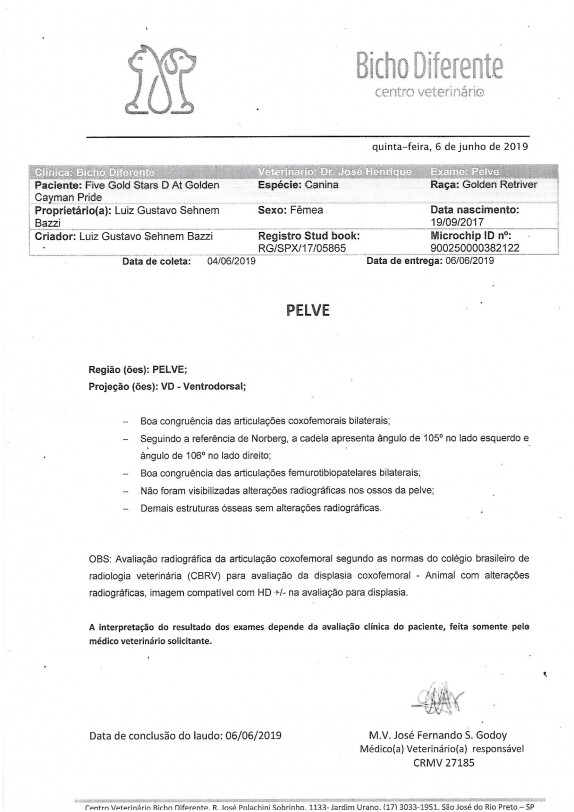 Bicho Diferente
centro veterinário
quinta-feira, 6 de junho de 2019
Clínica: Bicho Diferente Veterinário: Dr. José Henrique Exame: Pelve
Paciente: Five Gold Stars D At Golden Cayman Pride Espécie: Canina Raça: Golden Retriver
Proprietário(a): Luiz Gustavo Sehnem Bazzi Sexo: Fêmea Data nascimento: 19/09/2017
Criador: Luiz Gustavo Sehnem Bazzi Registro Stud book: RG/SPX/17/05865 Microchip ID nº: 900250000382122
Data de coleta: 04/06/2019 Data de entrega: 06/06/2019
PELVE
Região (ões): PELVE;
Projeção (ões): VD - Ventrodorsal;
– Boa congruência das articulações coxofemorais bilaterais;
– Seguindo a referência de Norberg, a cadela apresenta ângulo de 105º no lado esquerdo e
ângulo de 106º no lado direito;
– Boa congruência das articulações femurotibiopatelares bilaterais;
– Não foram visibilizadas alterações radiográficas nos ossos da pelve;
– Demais estruturas ósseas sem alterações radiográficas.
OBS: Avaliação radiográfica da articulação coxofemoral segundo as normas do colégio brasileiro de
radiologia veterinária (CBRV) para avaliação da displasia coxofemoral - Animal com alterações
radiográficas, imagem compatível com HD +/- na avaliação para displasia.
A interpretação do resultado dos exames depende da avaliação clínica do paciente, feita somente pelo
médico veterinário solicitante.
Data de conclusão do laudo: 06/06/2019
M.V. José Fernando S. Godoy
Médico(a) Veterinário(a) responsável
CRMV 27185
Centro Veterinário Bicho Diferente. R. José Polachini Sobrinho, 1133- Jardim Urano. (17) 3033-1951. São José do Rio Preto – SP